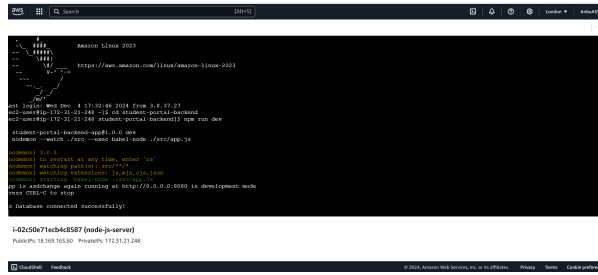 aws
Search
[Alt+S]
London
Amazon Linux 2023
https://aws.amazon.com/linux/amazon-linux-2023
ast login: Wed Dec  4 17:32:46 2024 from 3.8.37.27
ec2-user@ip-172-31-21-248 ~]$ cd student-portal-backend
ec2-user@ip-172-31-21-248 student-portal-backend]$ npm run dev
student-portal-backend-app@1.0.0 dev
nodemon --watch ./src --exec babel-node ./src/app.js
nodemon] 3.0.3
nodemon] to restart at any time, enter `rs`
nodemon] watching path(s): src/**/*
nodemon] watching extensions: js,mjs,cjs,json
nodemon] starting `babel-node ./src/app.js`
pp is asdchange again running at http://0.0.0.0:8080 in development mode
ress CTRL-C to stop
s Database connected successfully!
i-02c50e71ecb4c8587 (node-js-server)
PublicIPs: 18.169.163.50 PrivateIPs: 172.31.21.248
CloudShell Feedback © 2024, Amazon Web Services, Inc. or its affiliates. Privacy Terms Cookie prefere